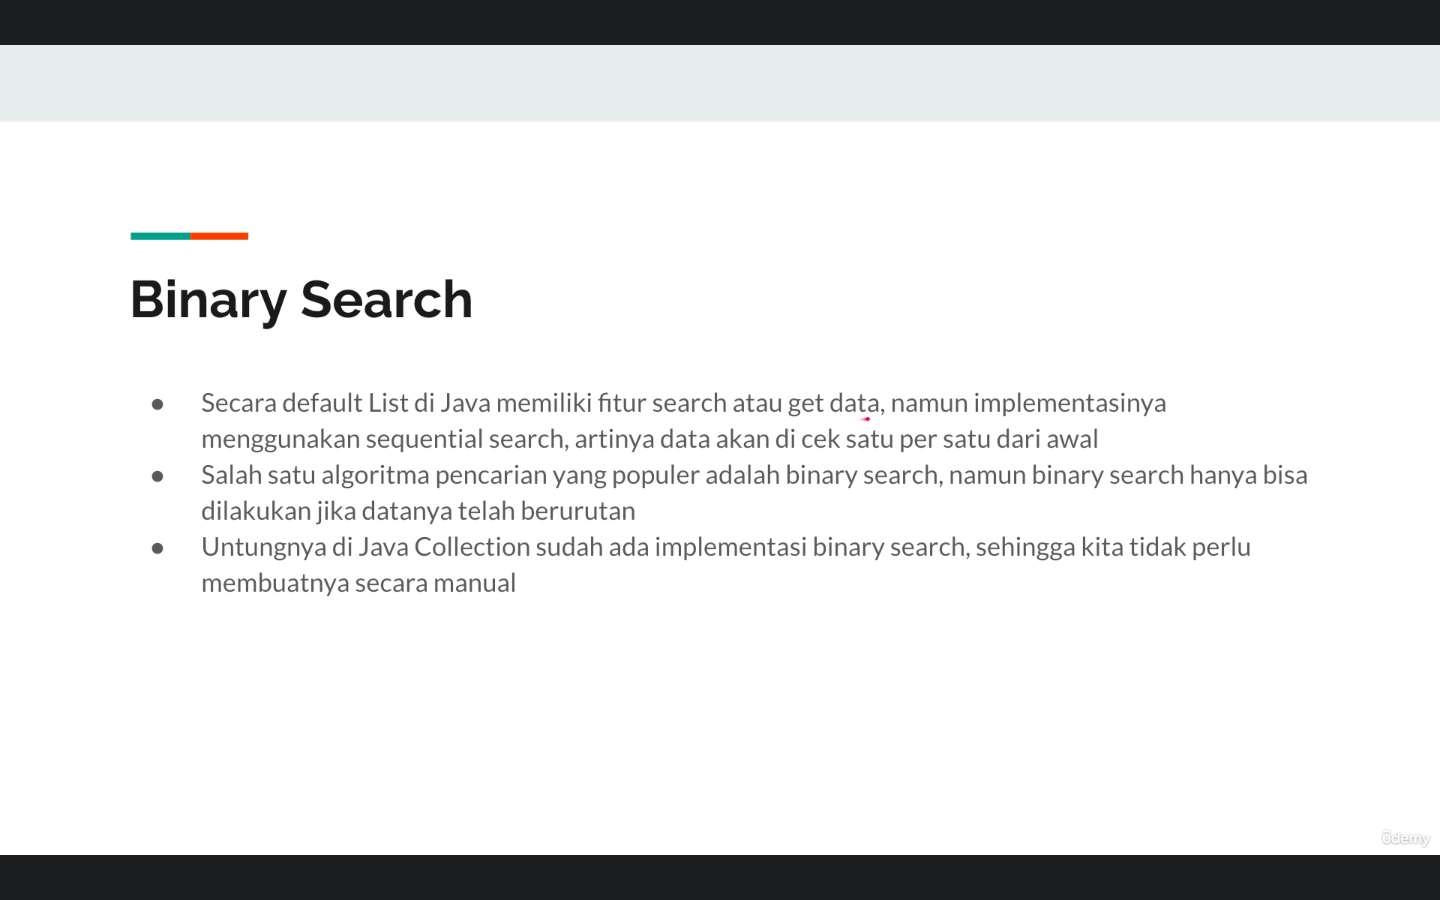 Binary Search
● Secara default List di Java memiliki fitur search atau get data, namun implementasinya
menggunakan sequential search, artinya data akan di cek satu per satu dari awal
● Salah satu algoritma pencarian yang populer adalah binary search, namun binary search hanya bisa
dilakukan jika datanya telah berurutan
● Untungnya di Java Collection sudah ada implementasi binary search, sehingga kita tidak perlu
membuatnya secara manual
ûdemy